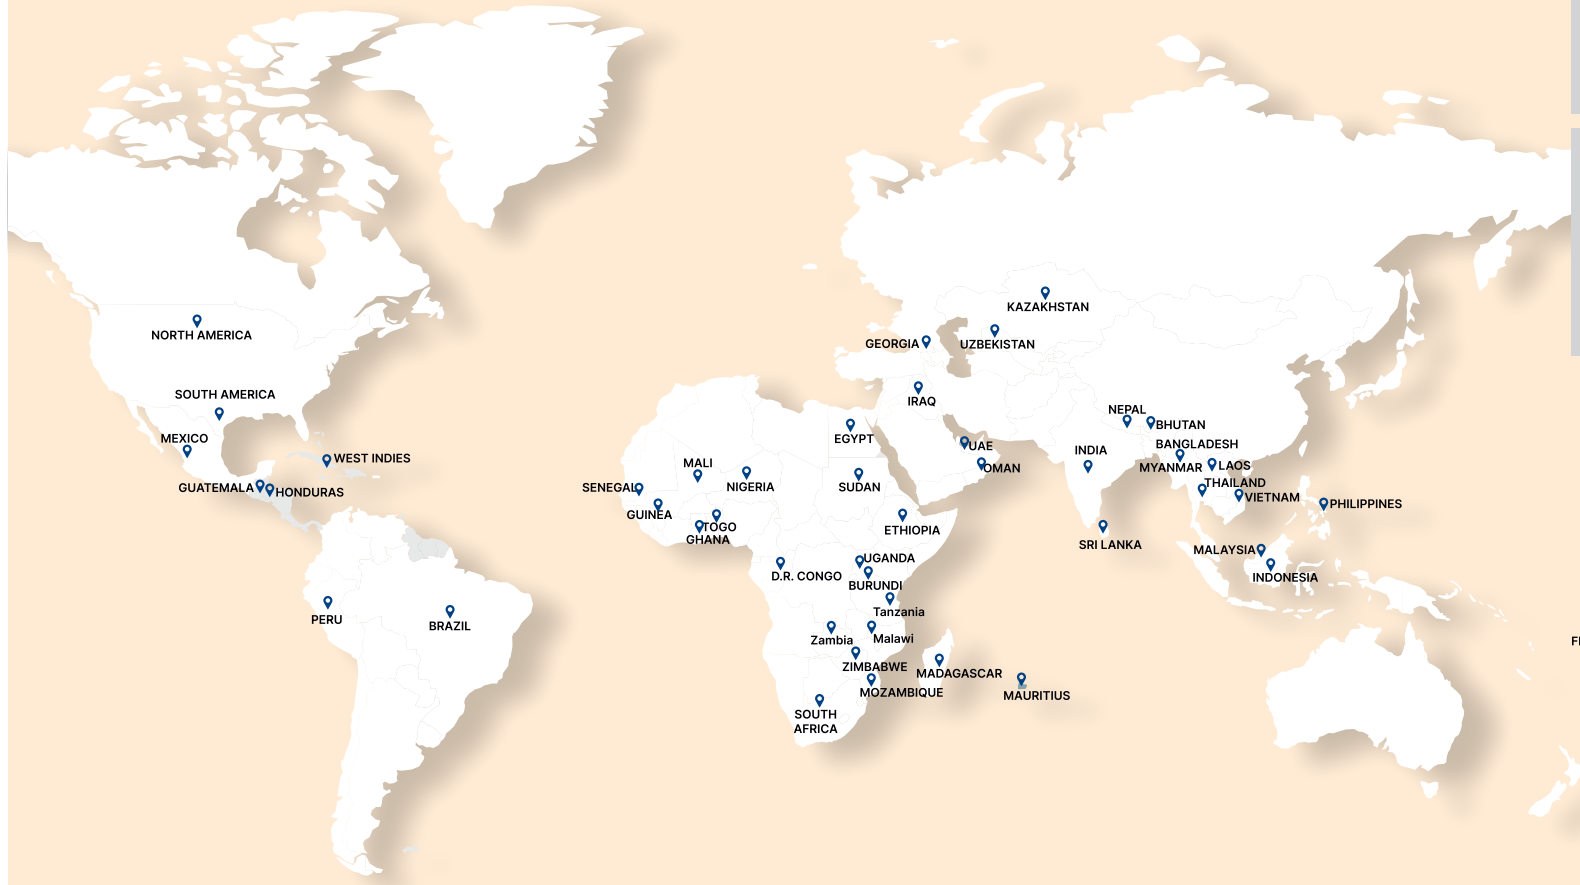 KAZAKHSTAN
NORTH AMERICA
GEORGIA
UZBEKISTAN
SOUTH AMERICA
IRAQ
NEPAL
BHUTAN
MEXICO
EGYPT
UAE
BANGLADESH
INDIA
WEST INDIES
MALI
OMAN
MYANMAR
LAOS
GUATEMALA
HONDURAS
SENEGAL
NIGERIA
SUDAN
THAILAND
VIETNAM
PHILIPPINES
GUINEA
TOGO
GHANA
ETHIOPIA
SRI LANKA
MALAYSIA
UGANDA
D.R. CONGO
BURUNDI
INDONESIA
PERU
BRAZIL
Tanzania
Zambia
Malawi
ZIMBABWE
MADAGASCAR
MOZAMBIQUE
MAURITIUS
SOUTH
AFRICA